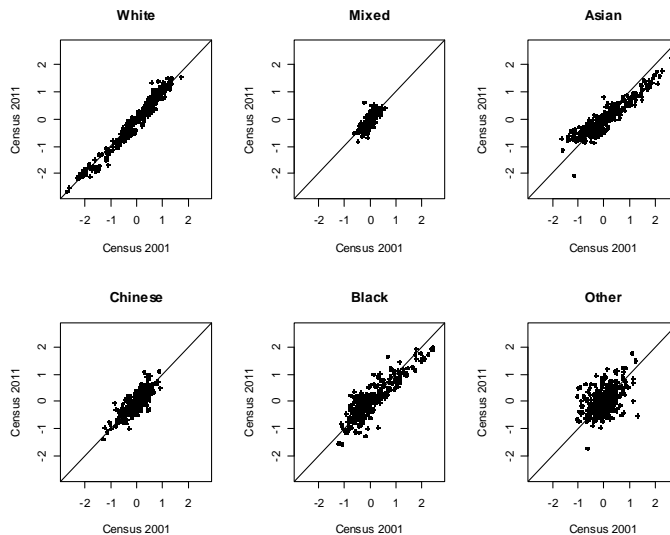 White
Mixed
Asian
Census 2011
2
1
0
-1
-2
-2 -1 0 1 2
Census 2001
Census 2011
2
1
0
-1
-2
-2 -1 0 1 2
Census 2001
Census 2011
2
1
0
-1
-2
-2 -1 0 1 2
Census 2001
Chinese
Black
Other
Census 2011
2
1
0
-1
-2
-2 -1 0 1 2
Census 2001
Census 2011
2
1
0
-1
-2
-2 -1 0 1 2
Census 2001
Census 2011
2
1
0
-1
-2
-2 -1 0 1 2
Census 2001